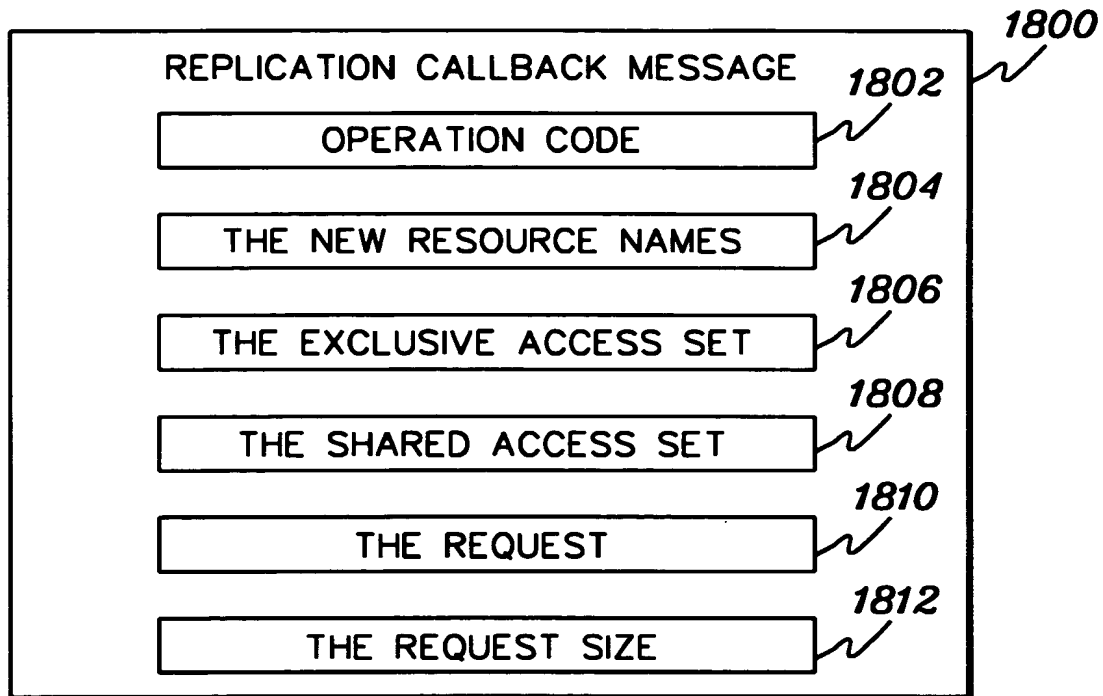 1800
REPLICATION CALLBACK MESSAGE
1802
OPERATION CODE
1804
THE NEW RESOURCE NAMES
1806
THE EXCLUSIVE ACCESS SET
1808
THE SHARED ACCESS SET
1810
THE REQUEST
1812
THE REQUEST SIZE